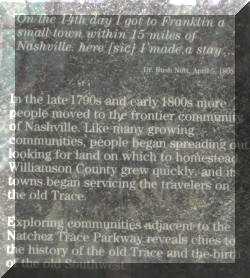 On the 14th day I got to Franklin a
small town within 15 miles of
Nashville. here [sic] I made a stay
Dr. Rush Nutt, April 5, 1805
In the late 1790s and early 1800s more
people moved to the frontier community
of Nashville. Like many growing
communities, people began spreading out
looking for land on which to homestead
Williamson County grew quickly, and it
towns began servicing the travelers on
the old Trace.
Exploring communities adjacent to the
Natchez Trace Parkway reveals clues to
the history of the old Trace and the birth
of the old Southwest.